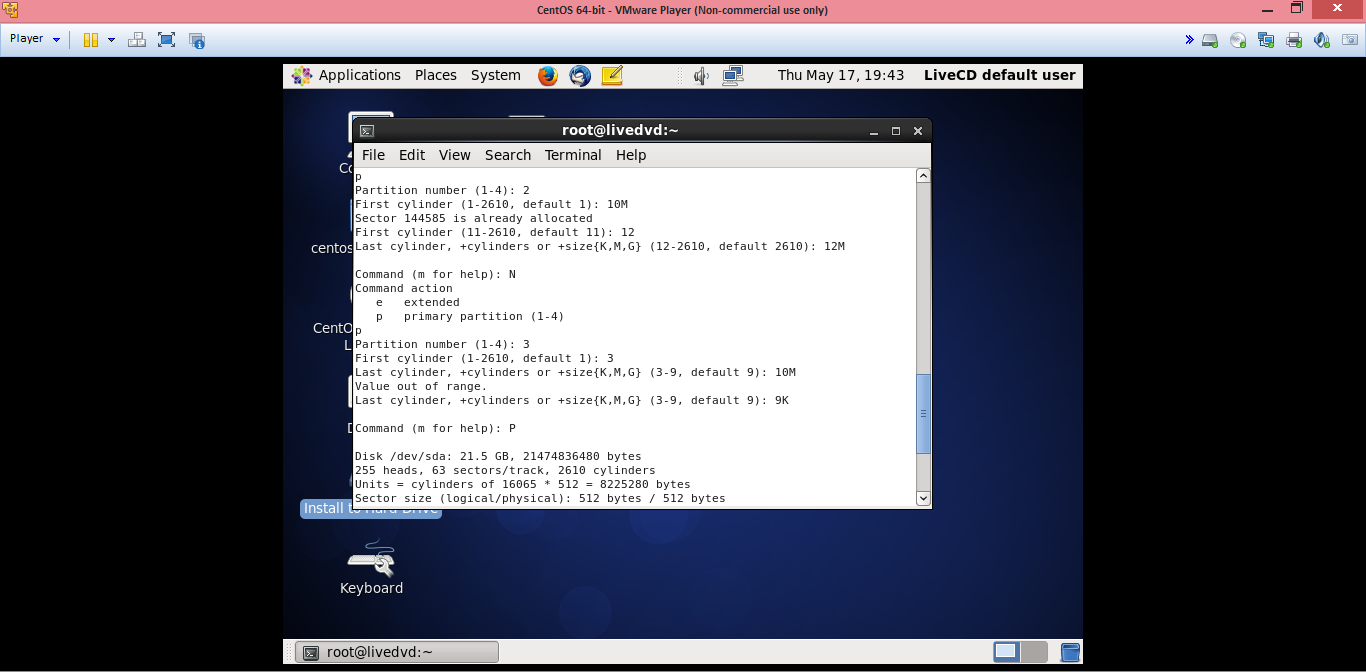 CentOS 64-bit - VMware Player (Non-commercial use only)
Player
Applications Places System Thu May 17, 19:43 LiveCD default user
root@livedvd:~
File Edit View Search Terminal Help
p
Partition number (1-4): 2
First cylinder (1-2610, default 1): 10M
Sector 144585 is already allocated
First cylinder (11-2610, default 11): 12
Last cylinder, +cylinders or +size{K,M,G} (12-2610, default 2610): 12M
Command (m for help): N
Command action
e extended
p primary partition (1-4)
p
Partition number (1-4): 3
First cylinder (1-2610, default 1): 3
Last cylinder, +cylinders or +size{K,M,G} (3-9, default 9): 10M
Value out of range.
Last cylinder, +cylinders or +size{K,M,G} (3-9, default 9): 9K
Command (m for help): P
Disk /dev/sda: 21.5 GB, 21474836480 bytes
255 heads, 63 sectors/track, 2610 cylinders
Units = cylinders of 16065 * 512 = 8225280 bytes
Sector size (logical/physical): 512 bytes / 512 bytes
centos
CentO
Install to Hard Drive
Keyboard
root@livedvd:~